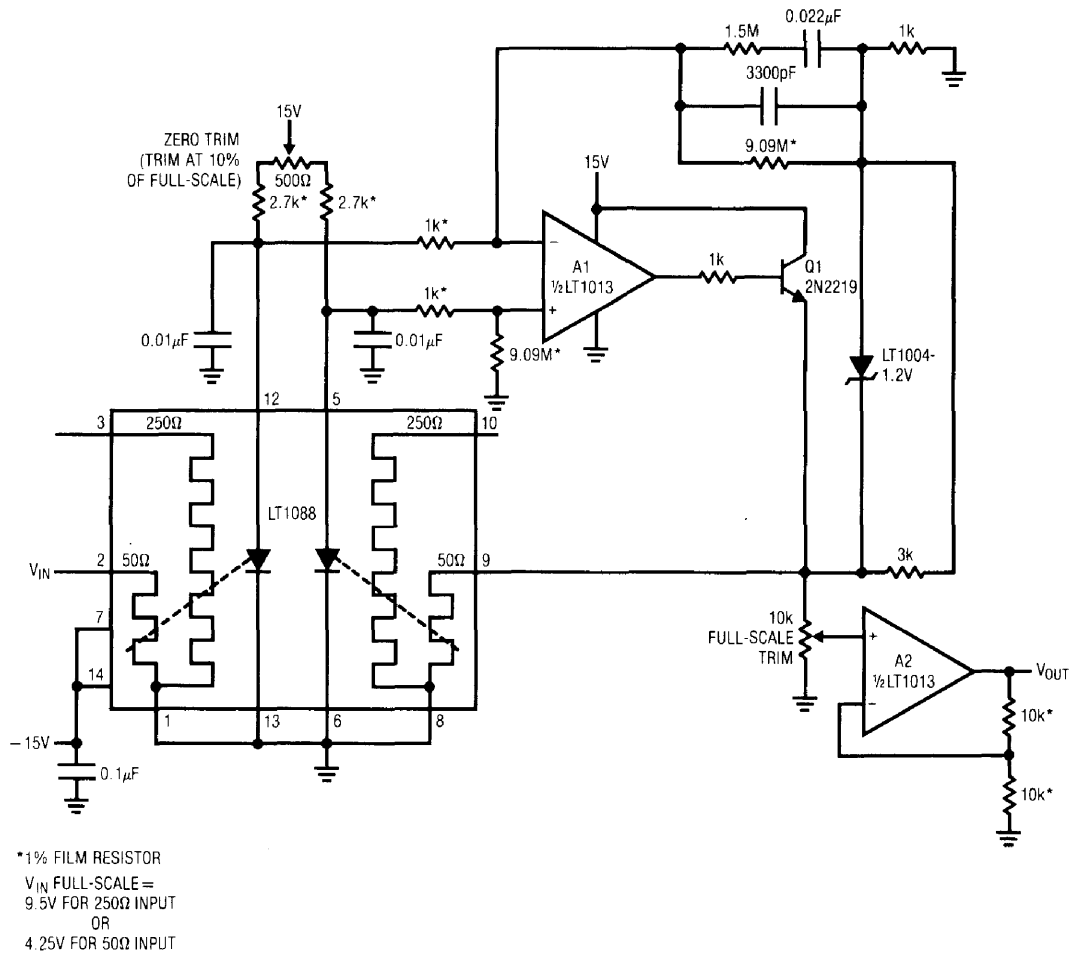 0.022μF
1.5M
1k
3300pF
15V
ZERO TRIM
(TRIM AT 10%
OF FULL-SCALE)
500Ω
9.09M*
15V
2.7k*
2.7k*
1k*
−
A1
½LT1013
1k
Q1
2N2219
1k*
+
0.01μF
0.01μF
9.09M*
LT1004-
1.2V
12
5
3
250Ω
250Ω
10
LT1088
2
50Ω
50Ω
9
3k
VIN
7
10k
FULL-SCALE
TRIM
+
A2
½LT1013
−
VOUT
14
1
13
6
8
10k*
−15V
0.1μF
10k*
*1% FILM RESISTOR
VIN FULL-SCALE=
9.5V FOR 250Ω INPUT
OR
4.25V FOR 50Ω INPUT